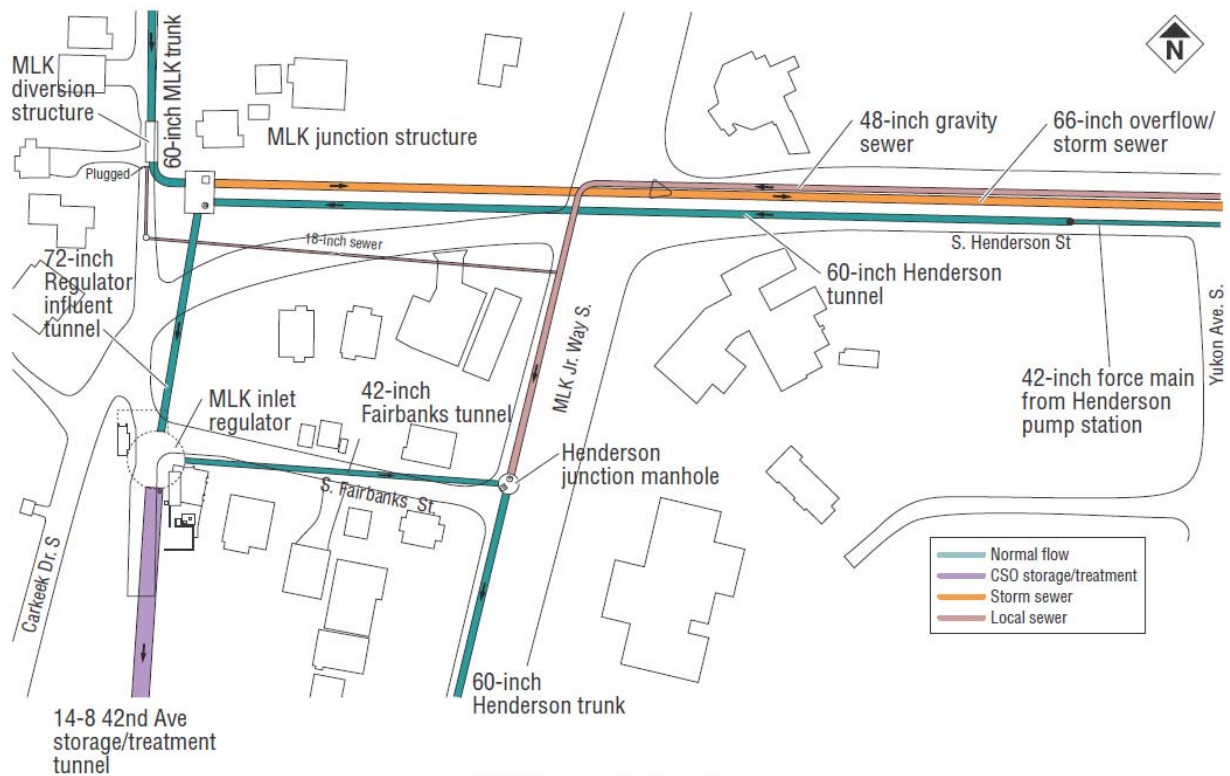 N
MLK
diversion
structure
60-inch MLK trunk
MLK junction structure
48-inch gravity
sewer
66-inch overflow/
storm sewer
Plugged
18-inch sewer
S. Henderson St
72-inch
Regulator
influent
tunnel
60-inch Henderson
tunnel
MLK Jr. Way S.
Yukon Ave. S.
MLK inlet
regulator
42-inch
Fairbanks tunnel
42-inch force main
from Henderson
pump station
Henderson
junction manhole
S. Fairbanks St.
Carkeek Dr. S
Normal flow
CSO storage/treatment
Storm sewer
Local sewer
60-inch
Henderson trunk
14-8 42nd Ave
storage/treatment
tunnel